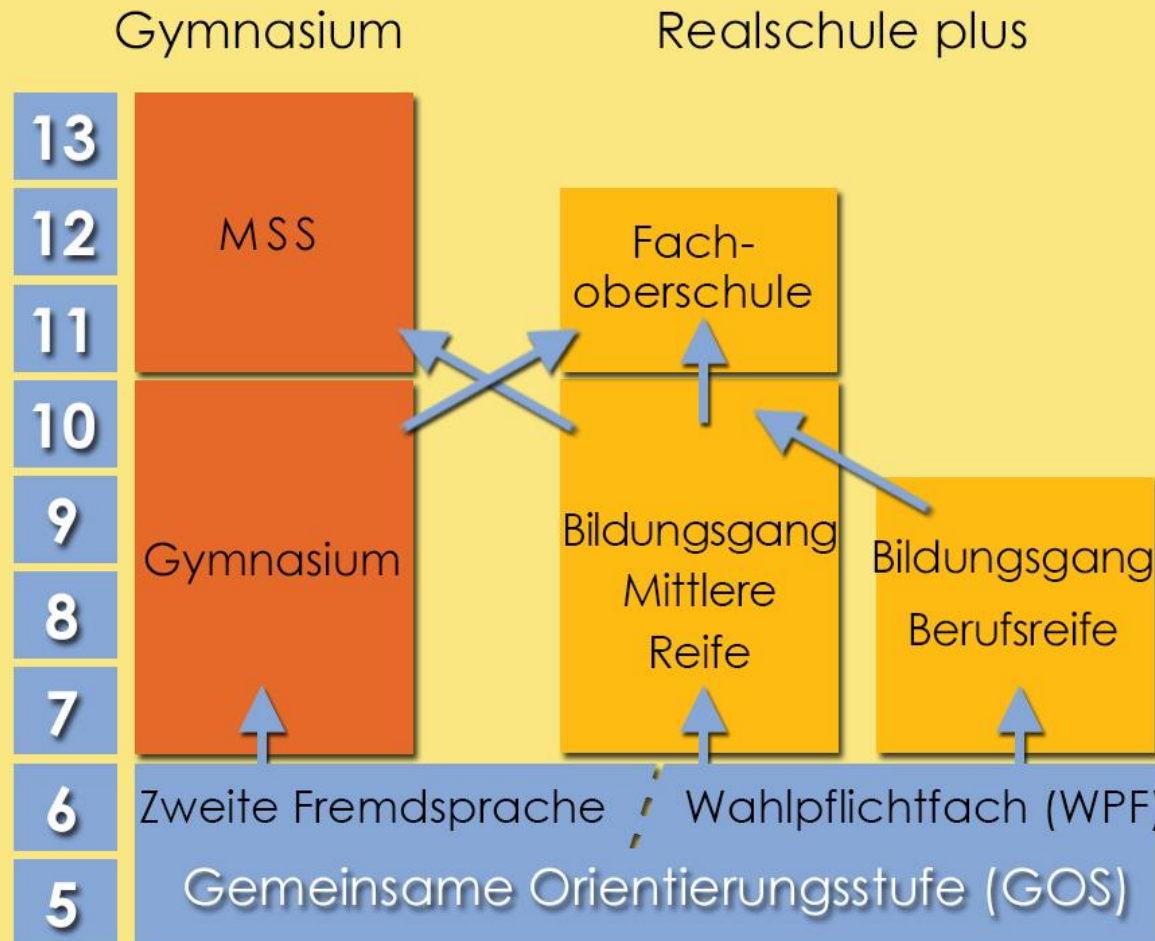 Gymnasium
Realschule plus
13
12
11
10
9
8
7
6
5
MSS
Fach-
oberschule
Gymnasium
Bildungsgang
Mittlere
Reife
Bildungsgang
Berufsreife
Zweite Fremdsprache
Wahlpflichtfach (WPF)
Gemeinsame Orientierungsstufe (GOS)